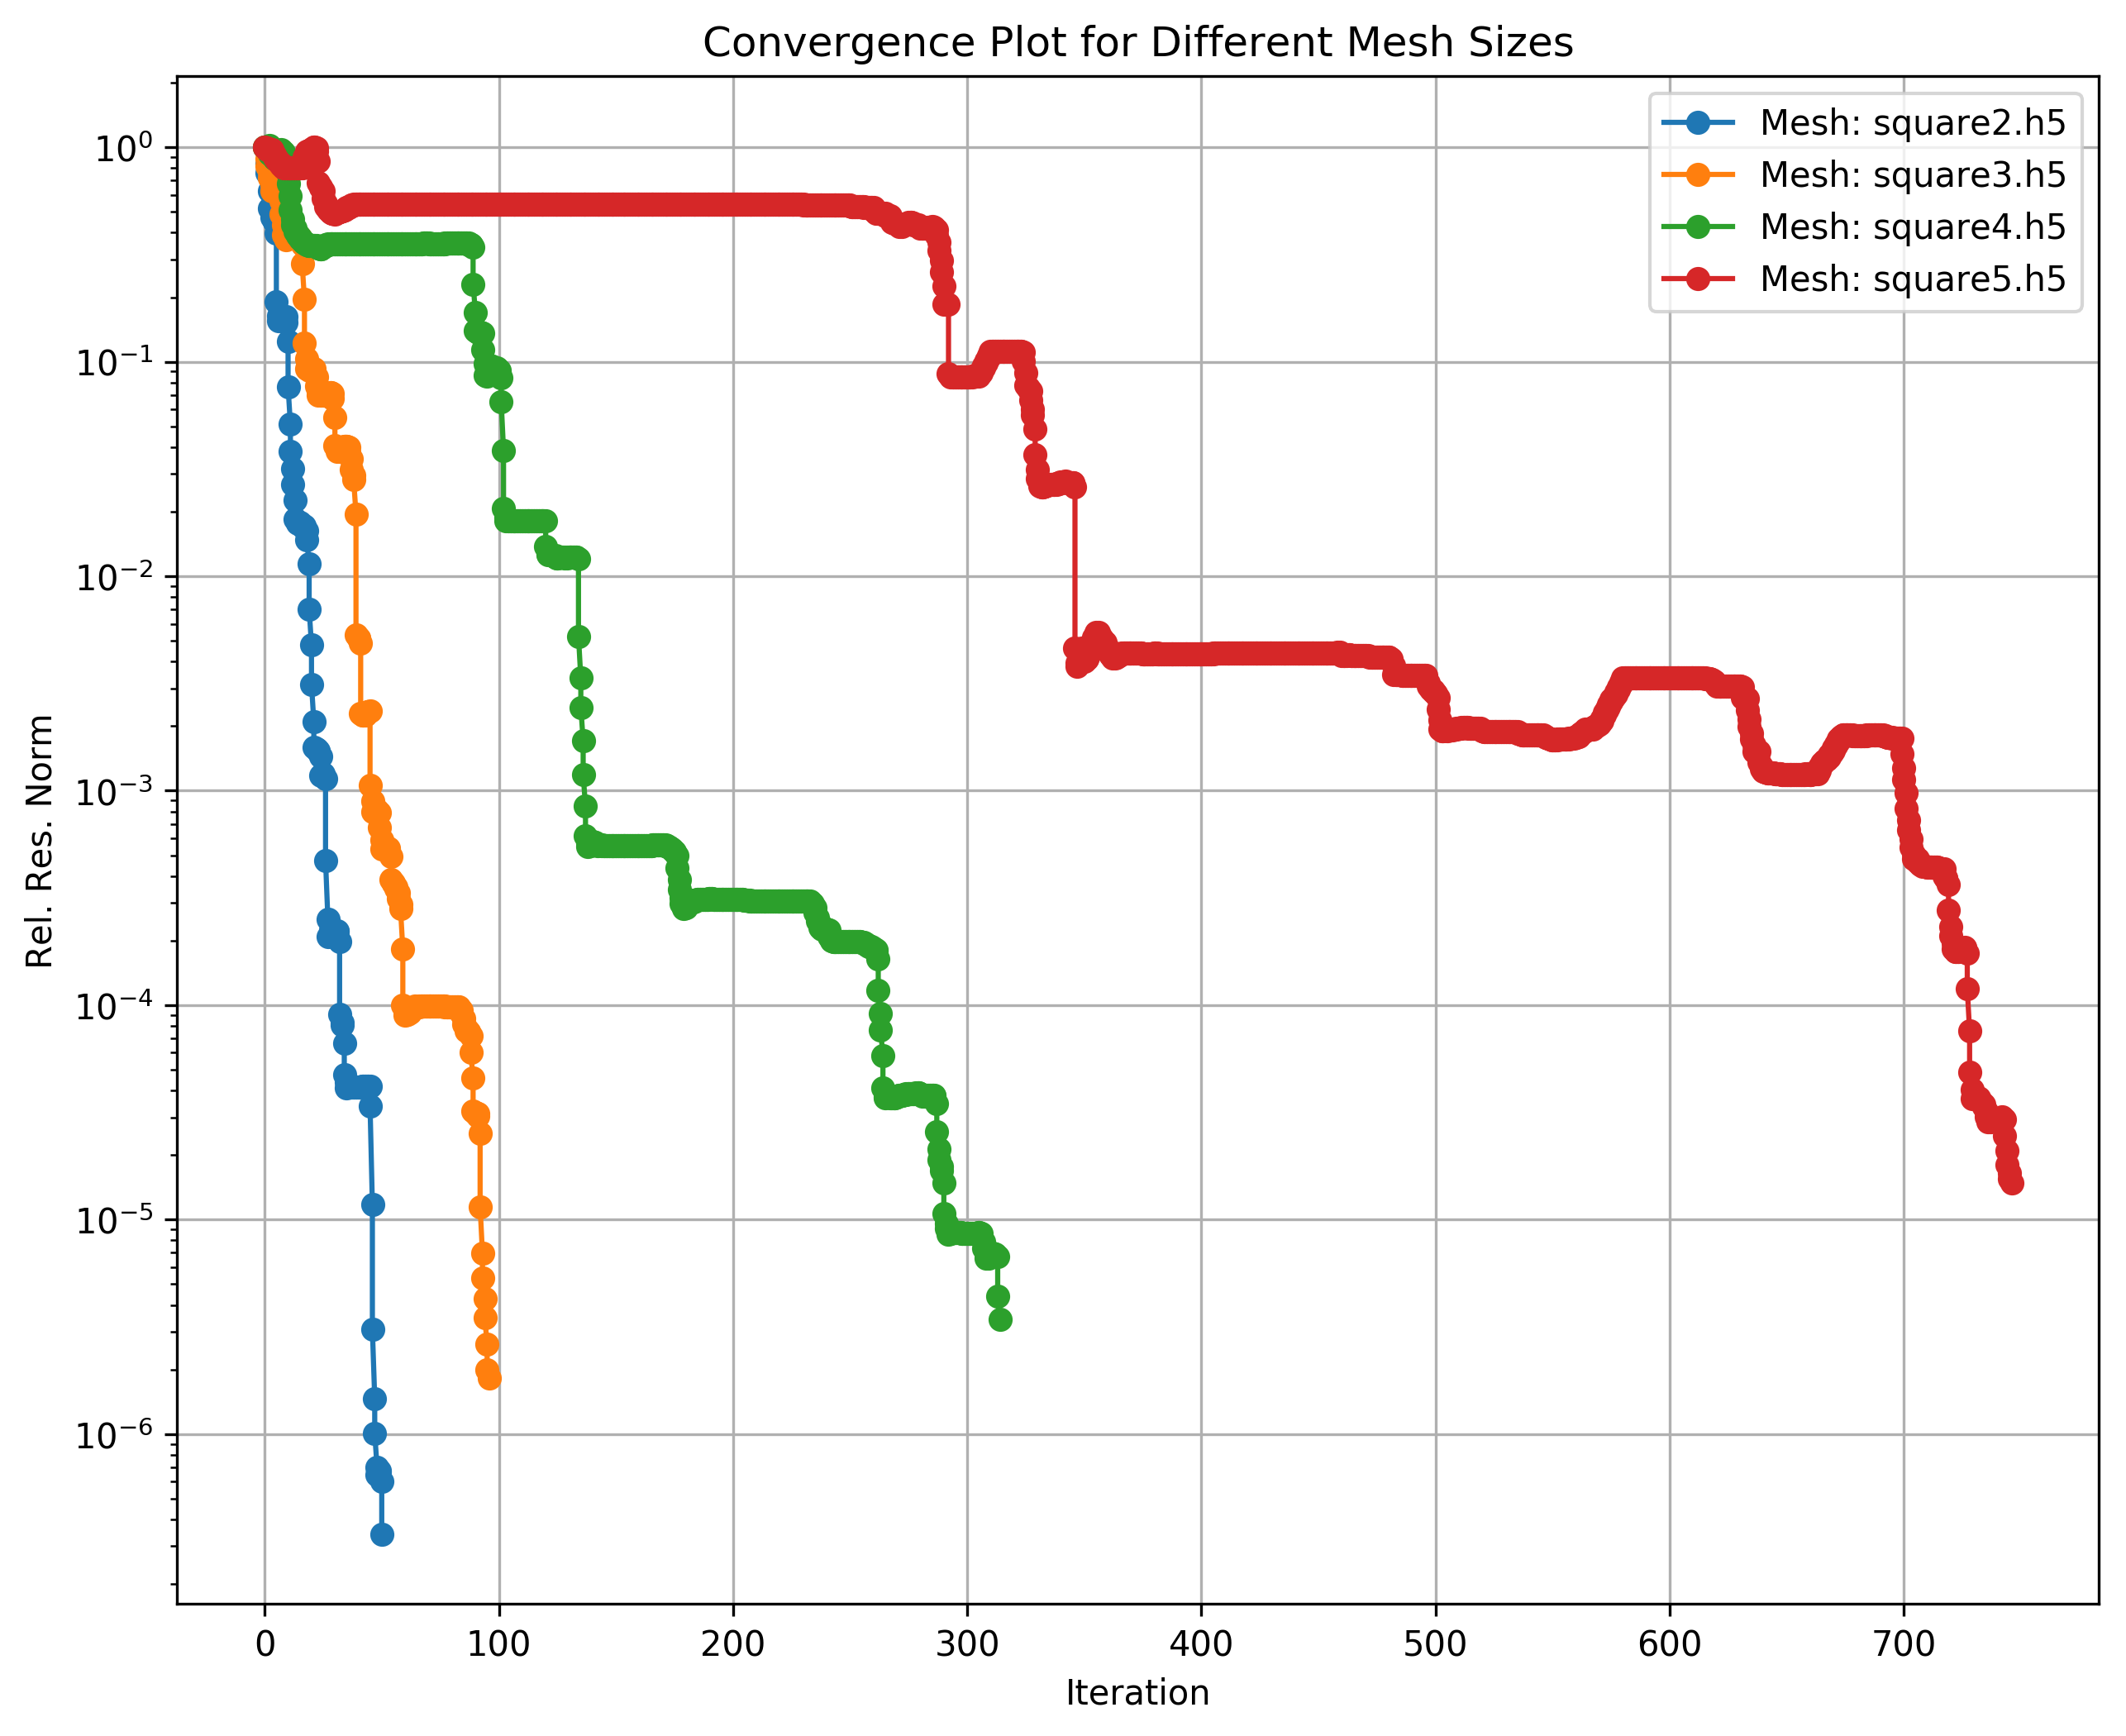 Convergence Plot for Different Mesh Sizes
Mesh: square2.h5
Mesh: square3.h5
Mesh: square4.h5
Mesh: square5.h5
Rel. Res. Norm
10⁰
10⁻¹
10⁻²
10⁻³
10⁻⁴
10⁻⁵
10⁻⁶
0 100 200 300 400 500 600 700
Iteration